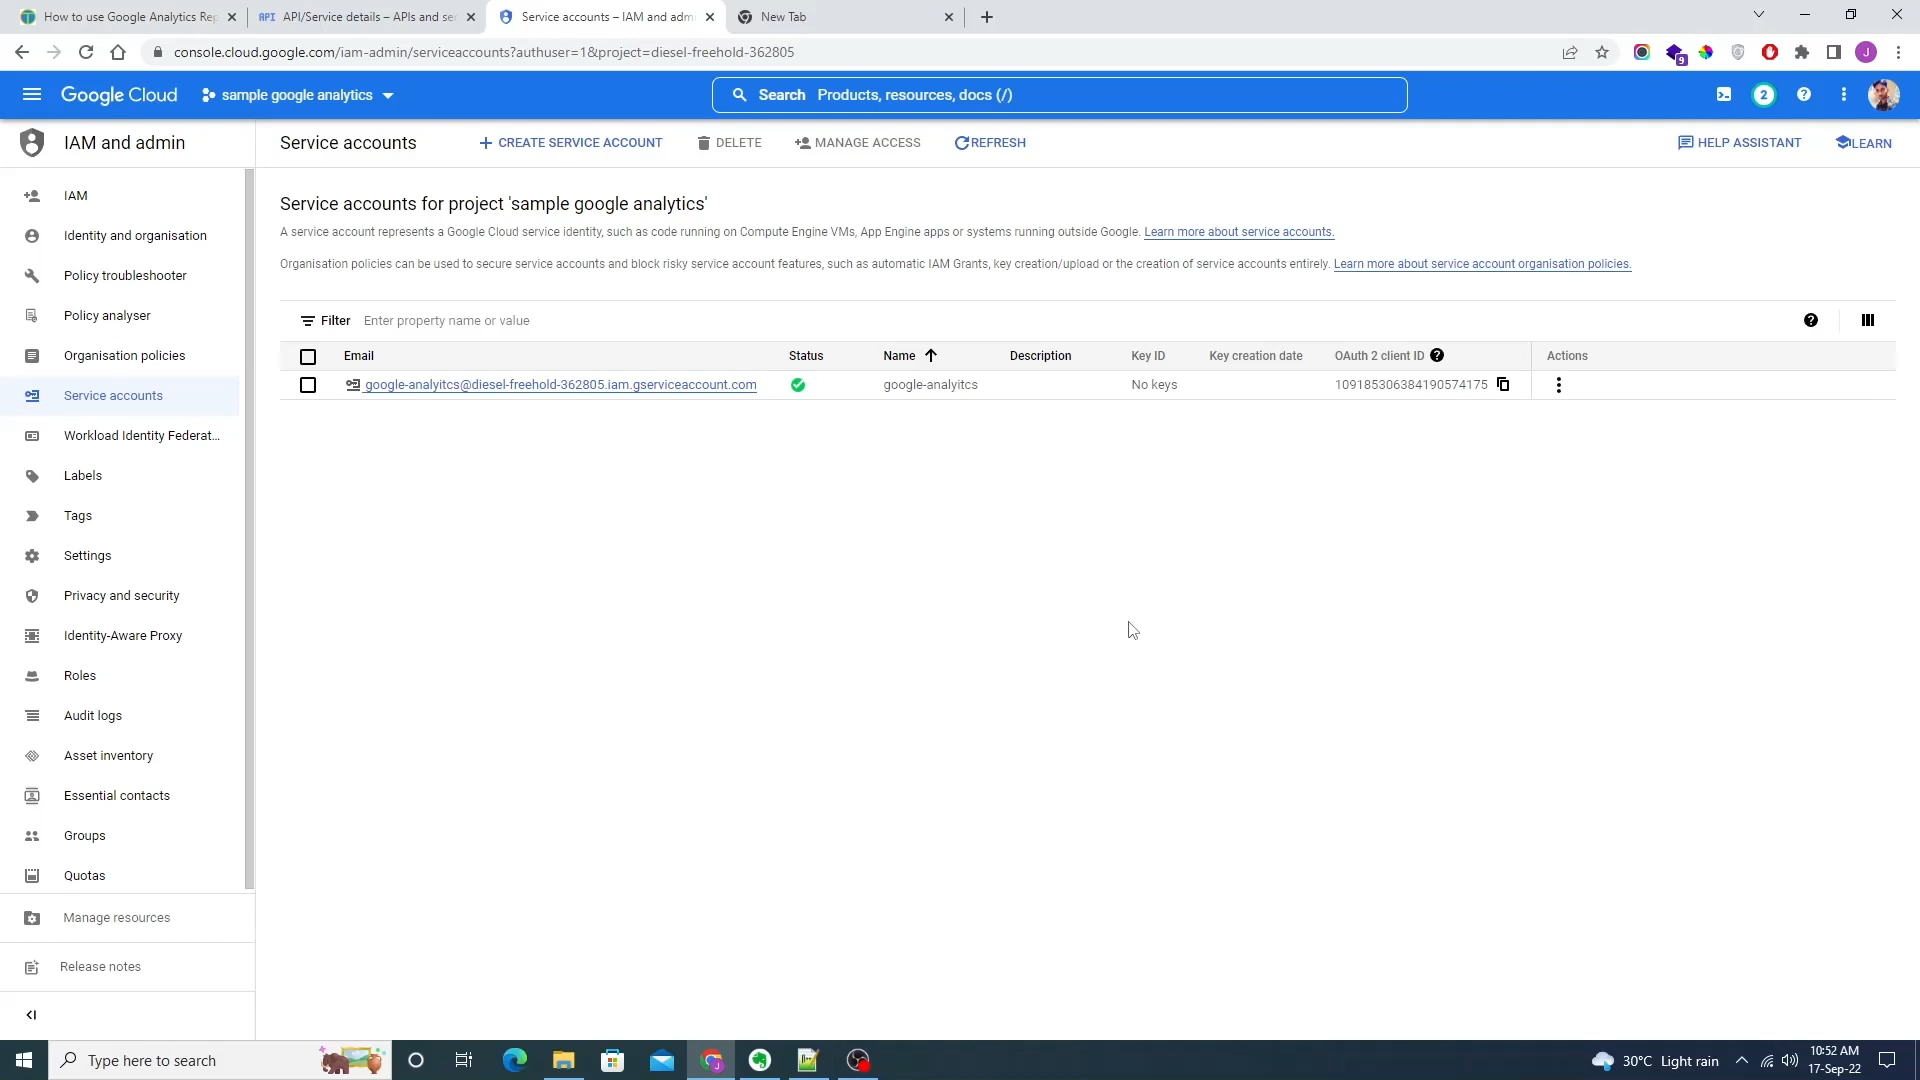 How to use Google Analytics Rep
API API/Service details – APIs and ser
Service accounts – IAM and admi
New Tab
console.cloud.google.com/iam-admin/serviceaccounts?authuser=1&project=diesel-freehold-362805
9
J
Google Cloud
sample google analytics
Search Products, resources, docs (/)
2
IAM and admin
Service accounts
CREATE SERVICE ACCOUNT
DELETE
MANAGE ACCESS
REFRESH
HELP ASSISTANT
LEARN
IAM
Identity and organisation
Policy troubleshooter
Policy analyser
Organisation policies
Service accounts
Workload Identity Federat...
Labels
Tags
Settings
Privacy and security
Identity-Aware Proxy
Roles
Audit logs
Asset inventory
Essential contacts
Groups
Quotas
Manage resources
Release notes
Service accounts for project 'sample google analytics'
A service account represents a Google Cloud service identity, such as code running on Compute Engine VMs, App Engine apps or systems running outside Google. Learn more about service accounts.
Organisation policies can be used to secure service accounts and block risky service account features, such as automatic IAM Grants, key creation/upload or the creation of service accounts entirely. Learn more about service account organisation policies.
Filter Enter property name or value
Email Status Name Description Key ID Key creation date OAuth 2 client ID Actions
google-analyitcs@diesel-freehold-362805.iam.gserviceaccount.com google-analyitcs No keys 109185306384190574175
Type here to search
30°C Light rain
10:52 AM
17-Sep-22